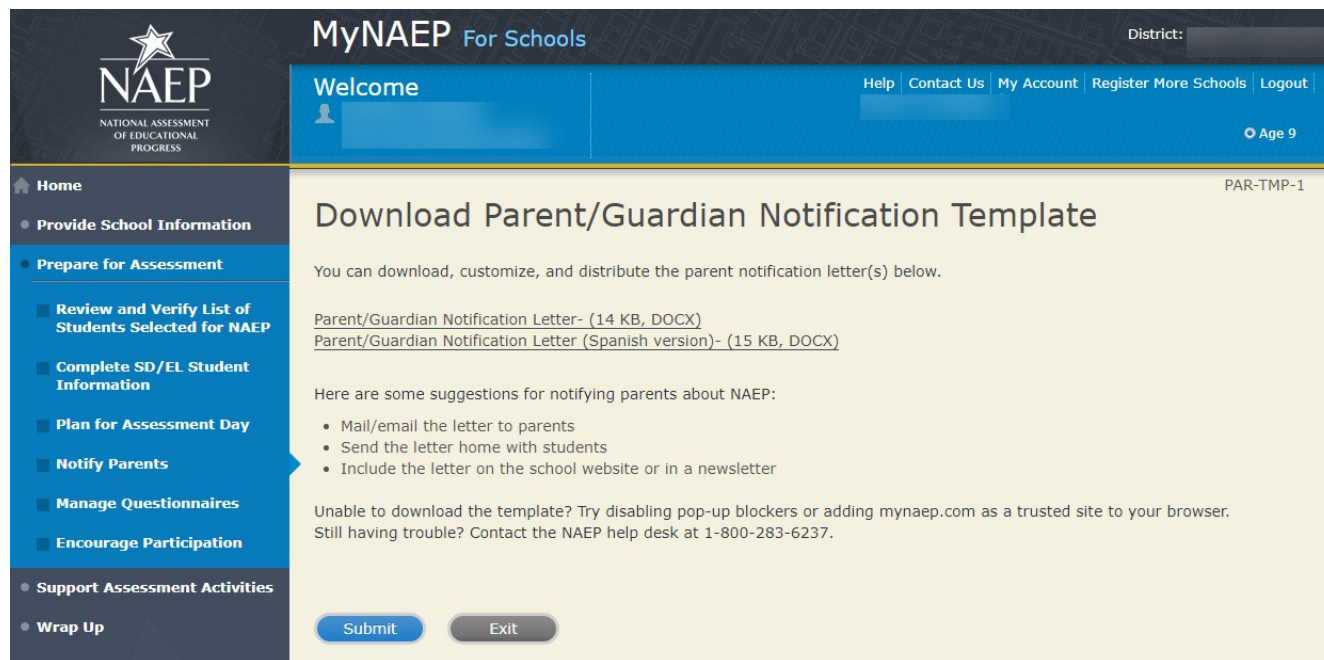 NAEP
NATIONAL ASSESSMENT
OF EDUCATIONAL
PROGRESS
MyNAEP For Schools
District:
Welcome
Help Contact Us My Account Register More Schools Logout
Age 9
Home
Provide School Information
Prepare for Assessment
Review and Verify List of
Students Selected for NAEP
Complete SD/EL Student
Information
Plan for Assessment Day
Notify Parents
Manage Questionnaires
Encourage Participation
Support Assessment Activities
Wrap Up
PAR-TMP-1
Download Parent/Guardian Notification Template
You can download, customize, and distribute the parent notification letter(s) below.
Parent/Guardian Notification Letter- (14 KB, DOCX)
Parent/Guardian Notification Letter (Spanish version)- (15 KB, DOCX)
Here are some suggestions for notifying parents about NAEP:
• Mail/email the letter to parents
• Send the letter home with students
• Include the letter on the school website or in a newsletter
Unable to download the template? Try disabling pop-up blockers or adding mynaep.com as a trusted site to your browser.
Still having trouble? Contact the NAEP help desk at 1-800-283-6237.
Submit Exit